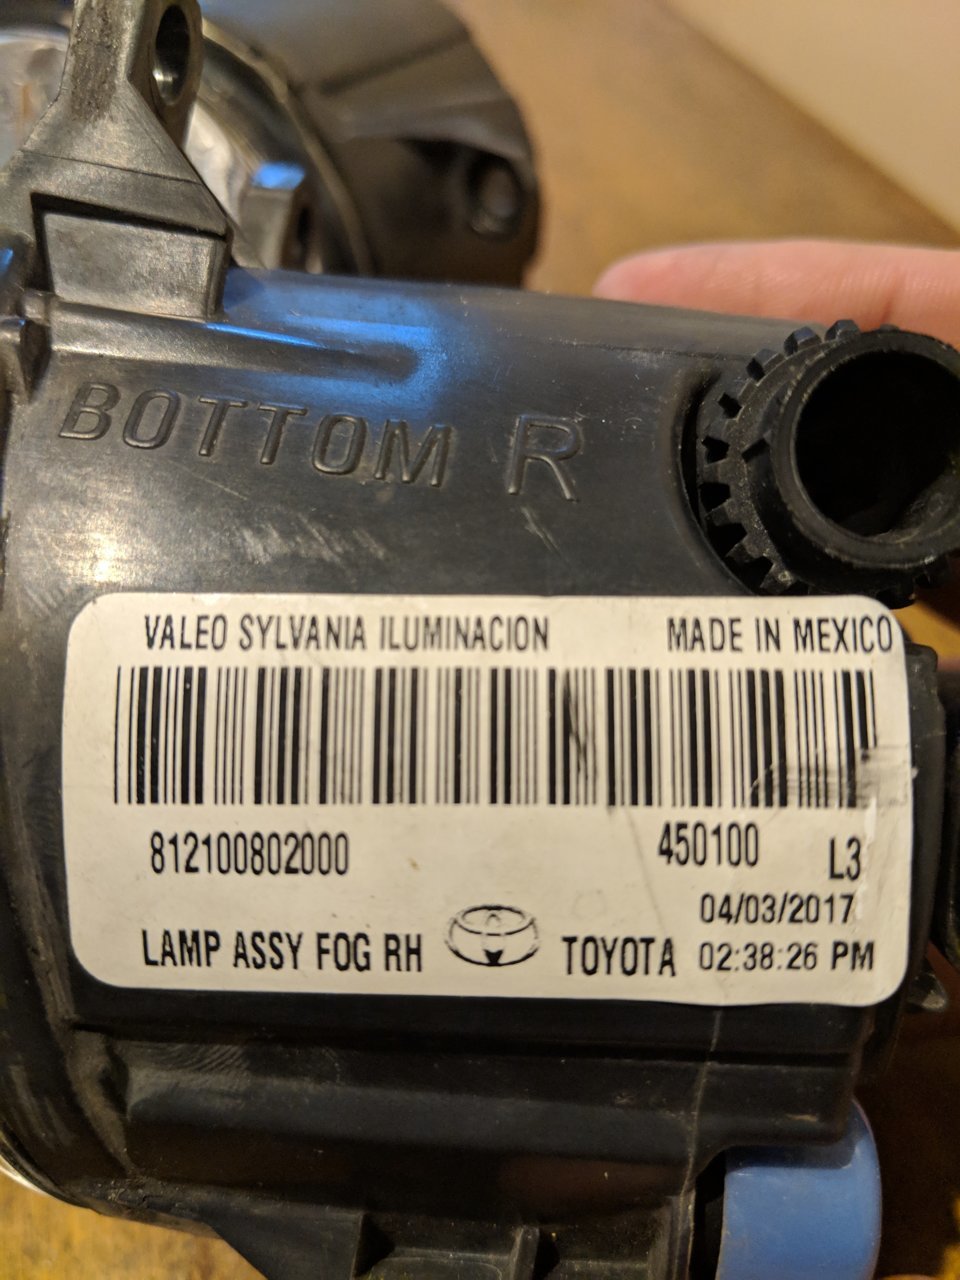 BOTTOM R
VALEO SYLVANIA ILUMINACION MADE IN MEXICO
812100802000 450100 L3
04/03/2017
LAMP ASSY FOG RH TOYOTA 02:38:26 PM